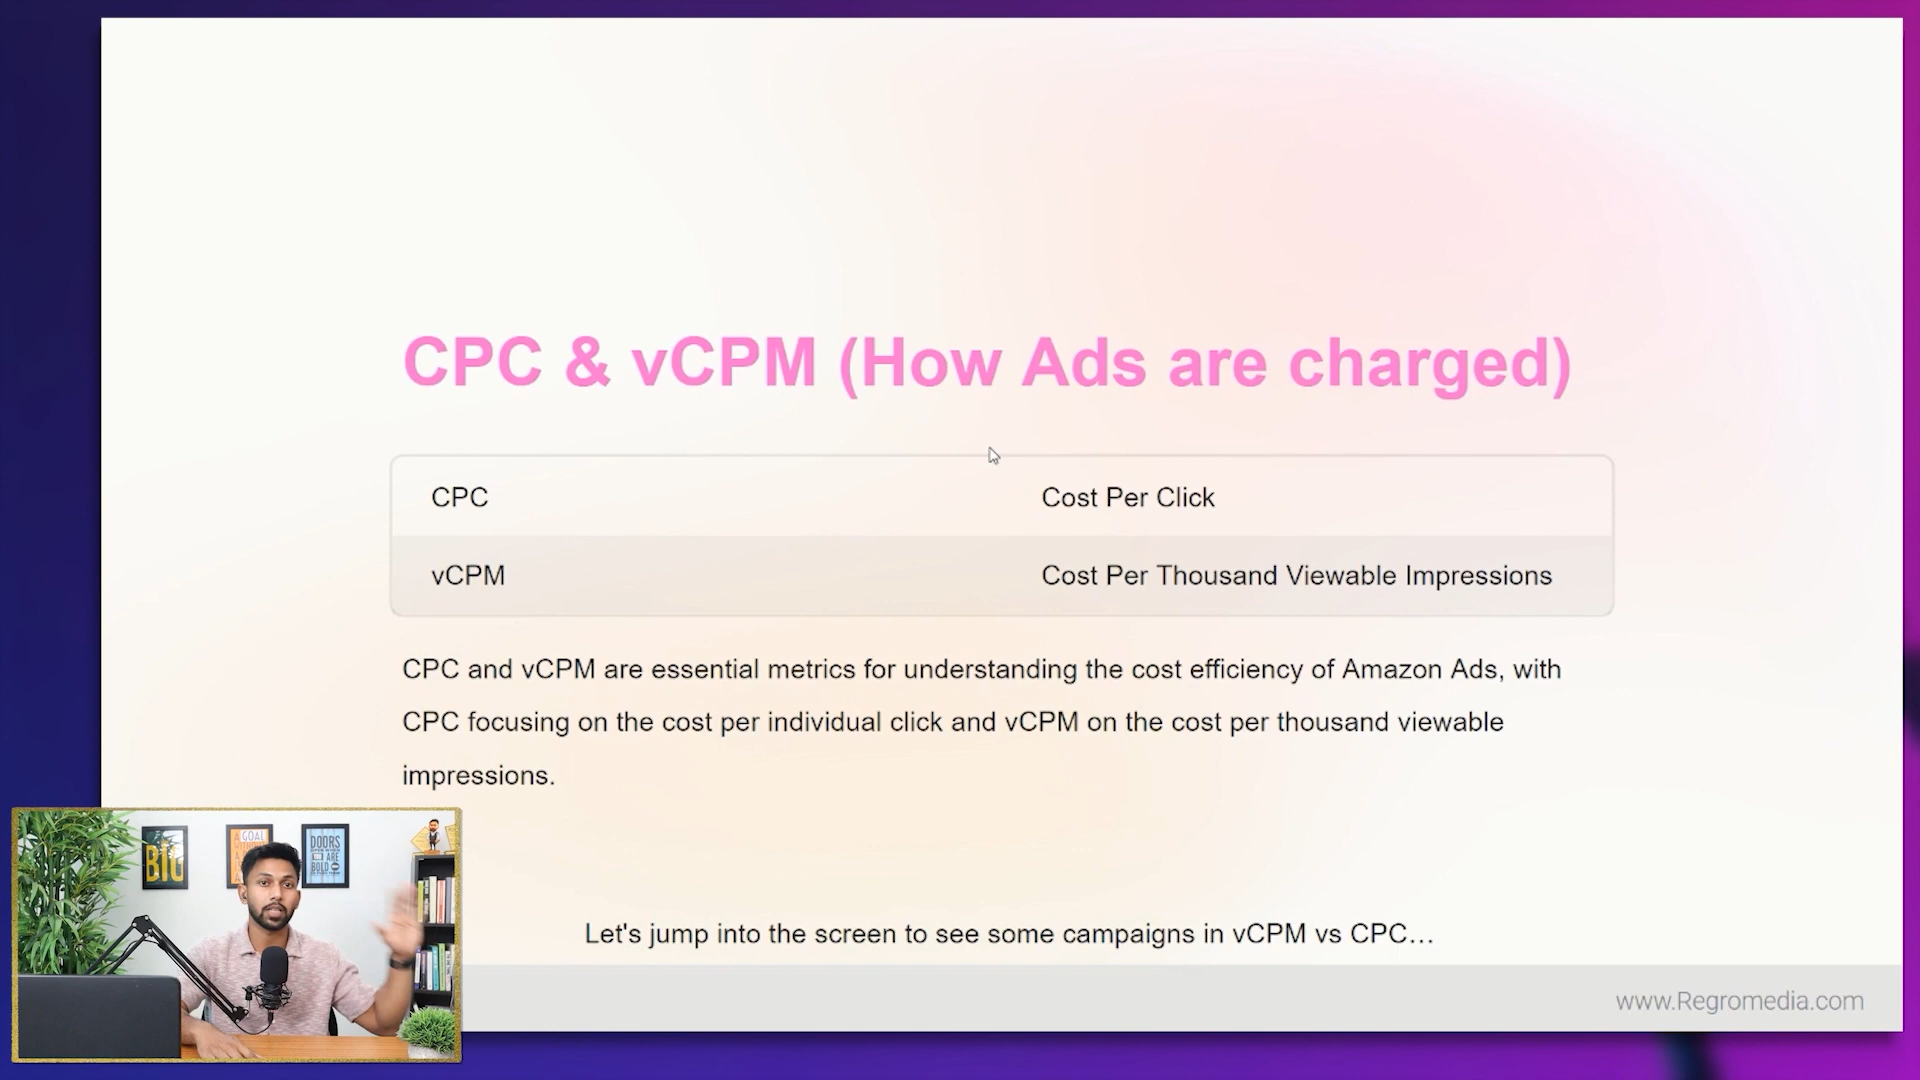 CPC & vCPM (How Ads are charged)
CPC
Cost Per Click
vCPM
Cost Per Thousand Viewable Impressions
CPC and vCPM are essential metrics for understanding the cost efficiency of Amazon Ads, with
CPC focusing on the cost per individual click and vCPM on the cost per thousand viewable
impressions.
BIG
GOAL
DOORS
ARE
BOLD
Let's jump into the screen to see some campaigns in vCPM vs CPC...
www.Regromedia.com